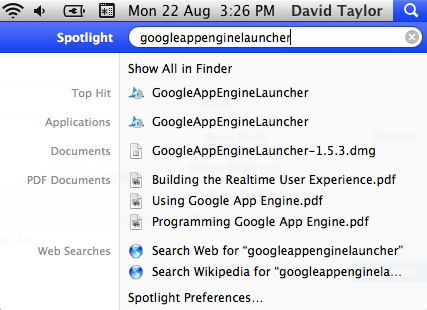 Mon 22 Aug 3:26 PM David Taylor
Spotlight googleappenginelauncher
Show All in Finder
Top Hit GoogleAppEngineLauncher
Applications GoogleAppEngineLauncher
Documents GoogleAppEngineLauncher-1.5.3.dmg
PDF Documents Building the Realtime User Experience.pdf
Using Google App Engine.pdf
Programming Google App Engine.pdf
Web Searches Search Web for “googleappenginelauncher”
Search Wikipedia for “googleappenginela...
Spotlight Preferences...